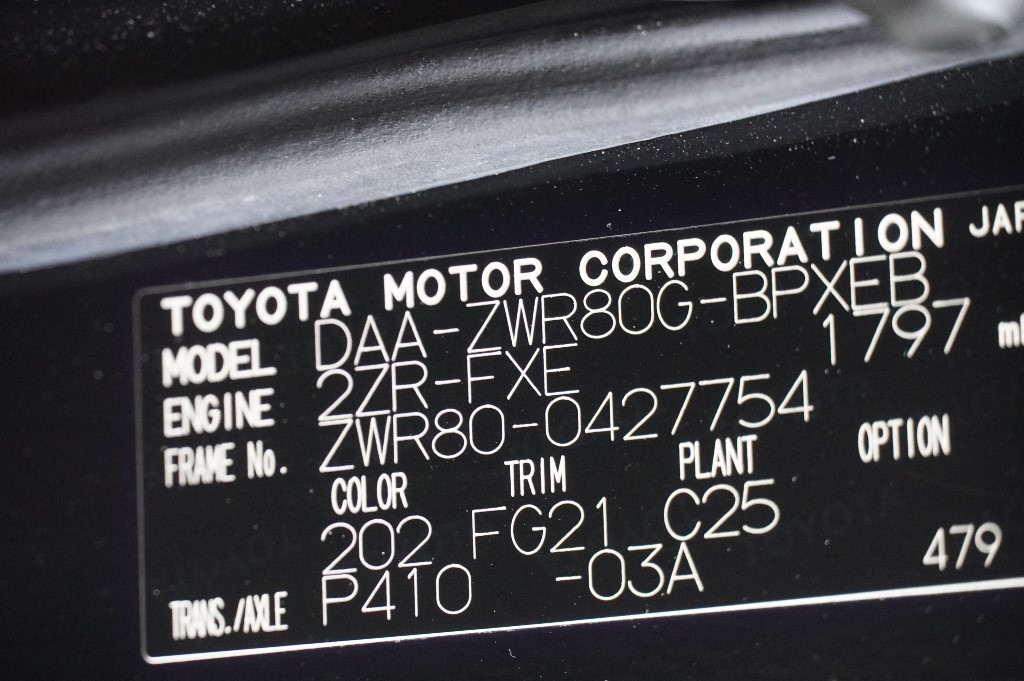 TOYOTA MOTOR CORPORATION JAP
MODEL DAA-ZWR80G-BPXEB
ENGINE 2ZR-FXE 1797 m
FRAME No. ZWR80-0427754
COLOR TRIM PLANT OPTION
202 FG21 C25
TRANS./AXLE P410 -03A 479